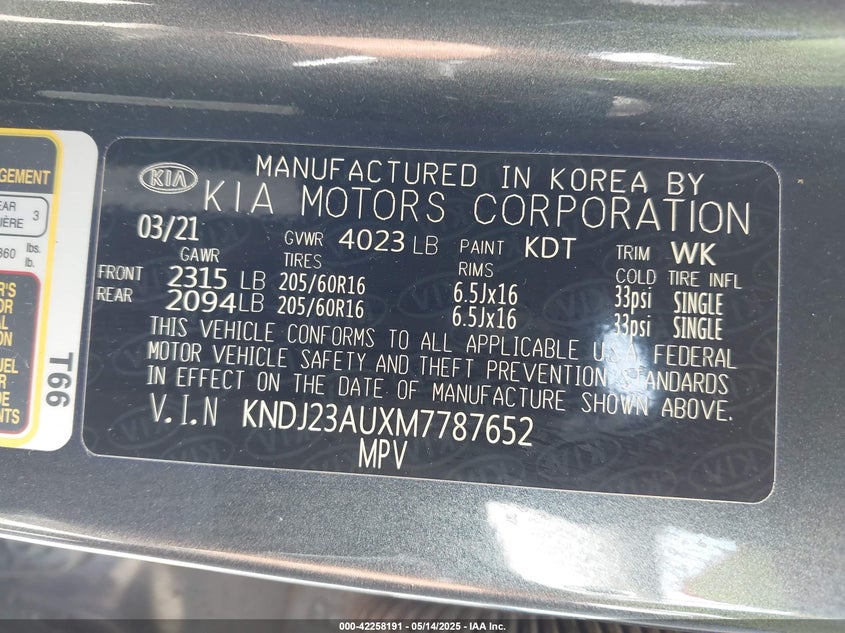 KIA
MANUFACTURED IN KOREA BY
KIA MOTORS CORPORATION
03/21 GVWR 4023 LB PAINT KDT TRIM WK
GAWR TIRES RIMS COLD TIRE INFL
FRONT 2315 LB 205/60R16 6.5Jx16 33psi SINGLE
REAR 2094 LB 205/60R16 6.5Jx16 33psi SINGLE
THIS VEHICLE CONFORMS TO ALL APPLICABLE U.S.A. FEDERAL
MOTOR VEHICLE SAFETY AND THEFT PREVENTION STANDARDS
IN EFFECT ON THE DATE OF MANUFACTURE SHOWN ABOVE.
V.I.N KNDJ23AUXM7787652
MPV
3
lbs.
lb.
T66
000-42258191 - 05/14/2025 - IAA Inc.